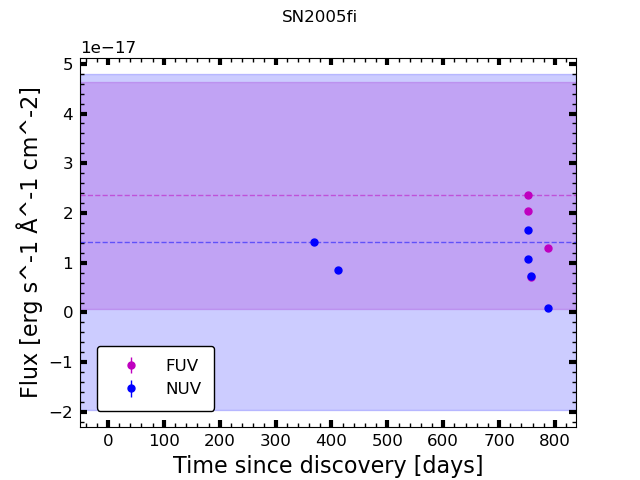 SN2005fi
1e−17
5
4
3
2
1
0
−1
−2
Flux [erg s^-1 Å^-1 cm^-2]
FUV
NUV
0 100 200 300 400 500 600 700 800
Time since discovery [days]